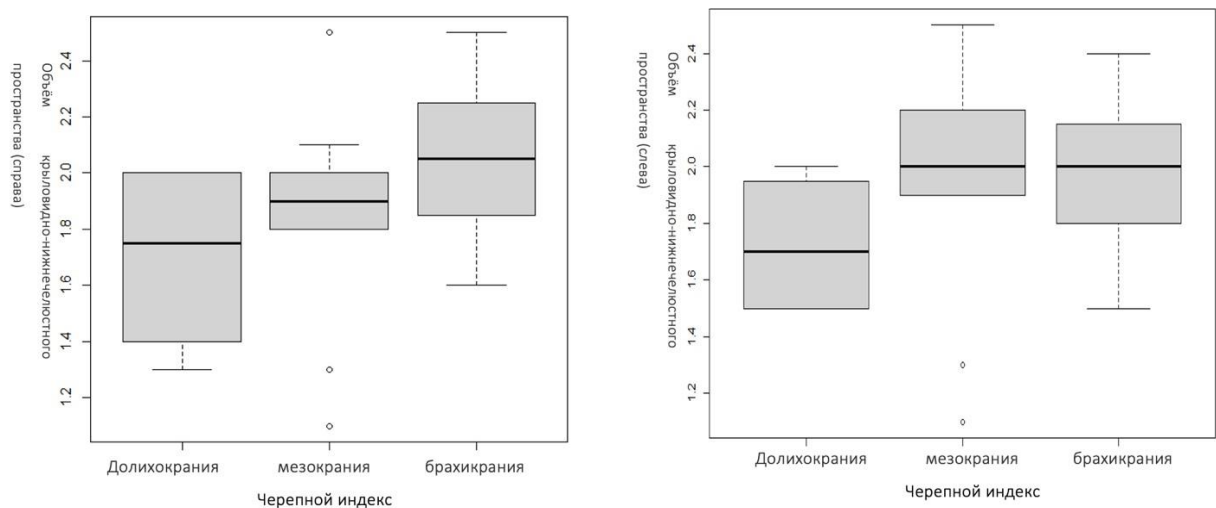 Объём крыловидно-нижнечелюстного
пространства (справа)
2.4
2.2
2.0
1.8
1.6
1.4
1.2
Долихокрания мезокрания брахикрания
Черепной индекс
Объём крыловидно-нижнечелюстного
пространства (слева)
2.4
2.2
2.0
1.8
1.6
1.4
1.2
Долихокрания мезокрания брахикрания
Черепной индекс